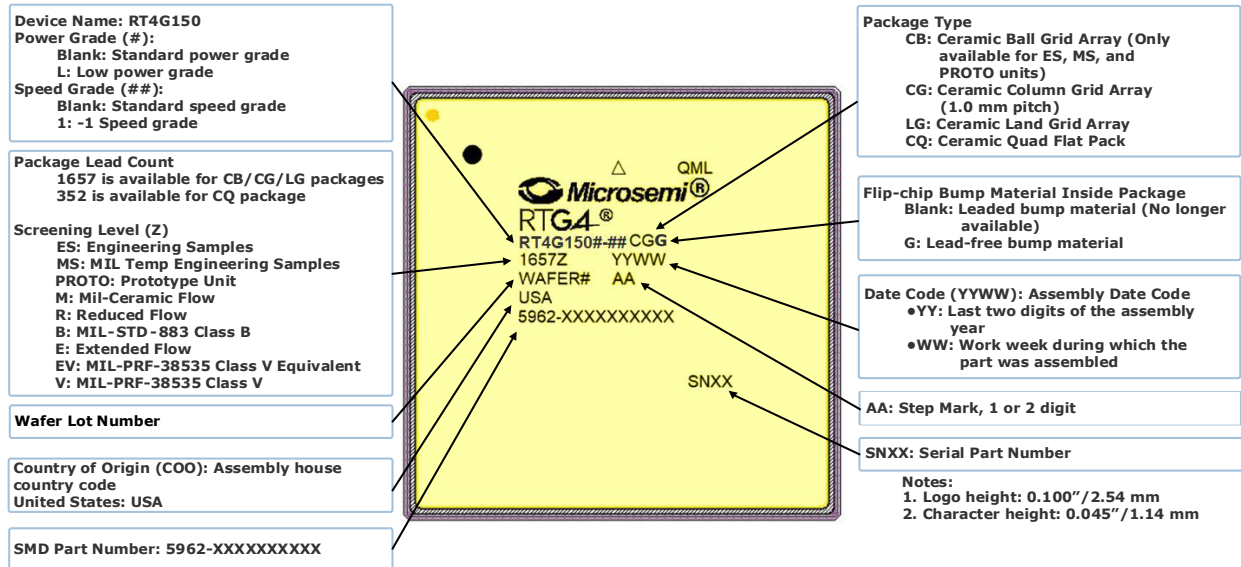 Device Name: RT4G150
Power Grade (#):
Blank: Standard power grade
L: Low power grade
Speed Grade (##):
Blank: Standard speed grade
1: -1 Speed grade
Package Lead Count
1657 is available for CB/CG/LG packages
352 is available for CQ package
Screening Level (Z)
ES: Engineering Samples
MS: MIL Temp Engineering Samples
PROTO: Prototype Unit
M: Mil-Ceramic Flow
R: Reduced Flow
B: MIL-STD-883 Class B
E: Extended Flow
EV: MIL-PRF-38535 Class V Equivalent
V: MIL-PRF-38535 Class V
Wafer Lot Number
Country of Origin (COO): Assembly house
country code
United States: USA
SMD Part Number: 5962-XXXXXXXXXX
△ QML
Microsemi®
RTG4®
RT4G150#-## CGG
1657Z YYWW
WAFER# AA
USA
5962-XXXXXXXXXX
SNXX
Package Type
CB: Ceramic Ball Grid Array (Only
available for ES, MS, and
PROTO units)
CG: Ceramic Column Grid Array
(1.0 mm pitch)
LG: Ceramic Land Grid Array
CQ: Ceramic Quad Flat Pack
Flip-chip Bump Material Inside Package
Blank: Leaded bump material (No longer
available)
G: Lead-free bump material
Date Code (YYWW): Assembly Date Code
•YY: Last two digits of the assembly
year
•WW: Work week during which the
part was assembled
AA: Step Mark, 1 or 2 digit
SNXX: Serial Part Number
Notes:
1. Logo height: 0.100”/2.54 mm
2. Character height: 0.045”/1.14 mm